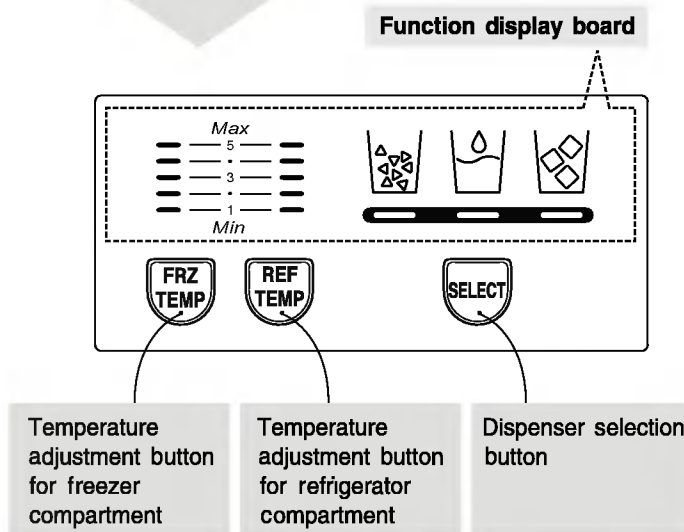 Function display board
Max
5
3
1
Min
FRZ
TEMP
REF
TEMP
SELECT
Temperature
adjustment button
for freezer
compartment
Temperature
adjustment button
for refrigerator
compartment
Dispenser selection
button